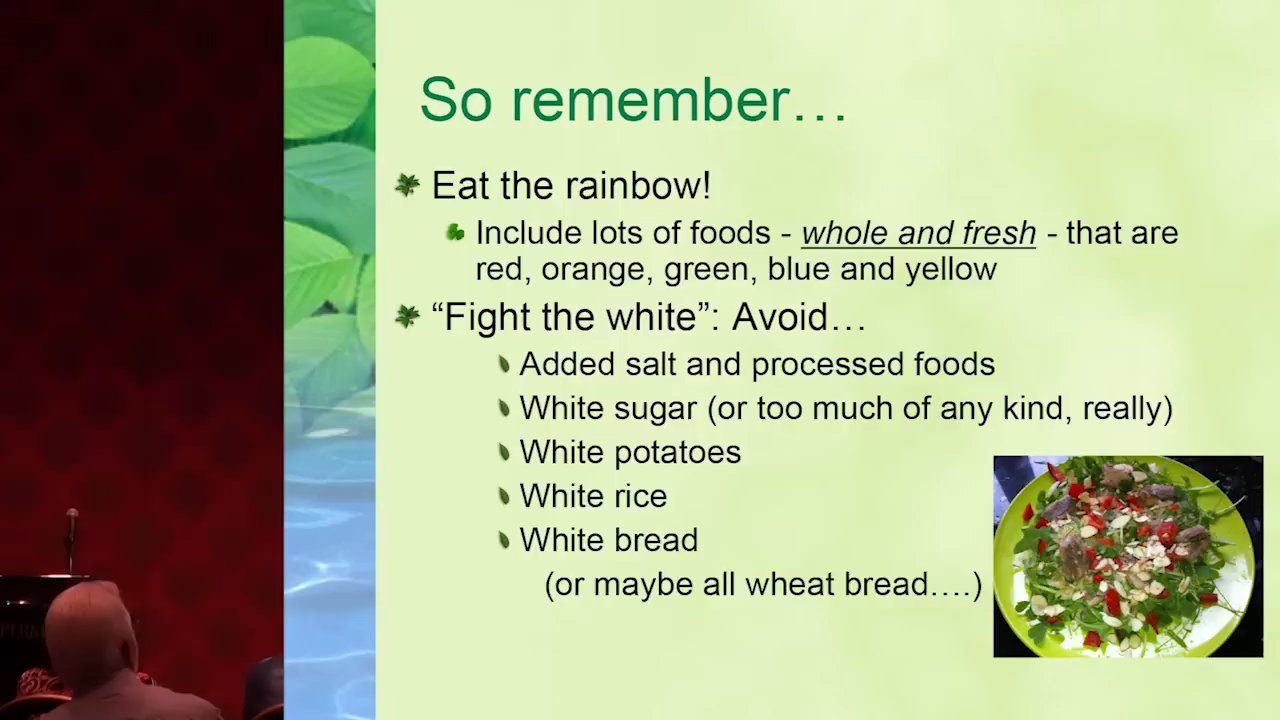 So remember…
Eat the rainbow!
Include lots of foods - whole and fresh - that are
red, orange, green, blue and yellow
“Fight the white”: Avoid…
Added salt and processed foods
White sugar (or too much of any kind, really)
White potatoes
White rice
White bread
(or maybe all wheat bread….)